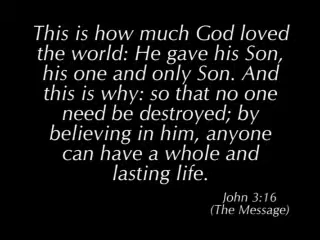 This is how much God loved
the world: He gave his Son,
his one and only Son. And
this is why: so that no one
need be destroyed; by
believing in him, anyone
can have a whole and
lasting life.
John 3:16
(The Message)